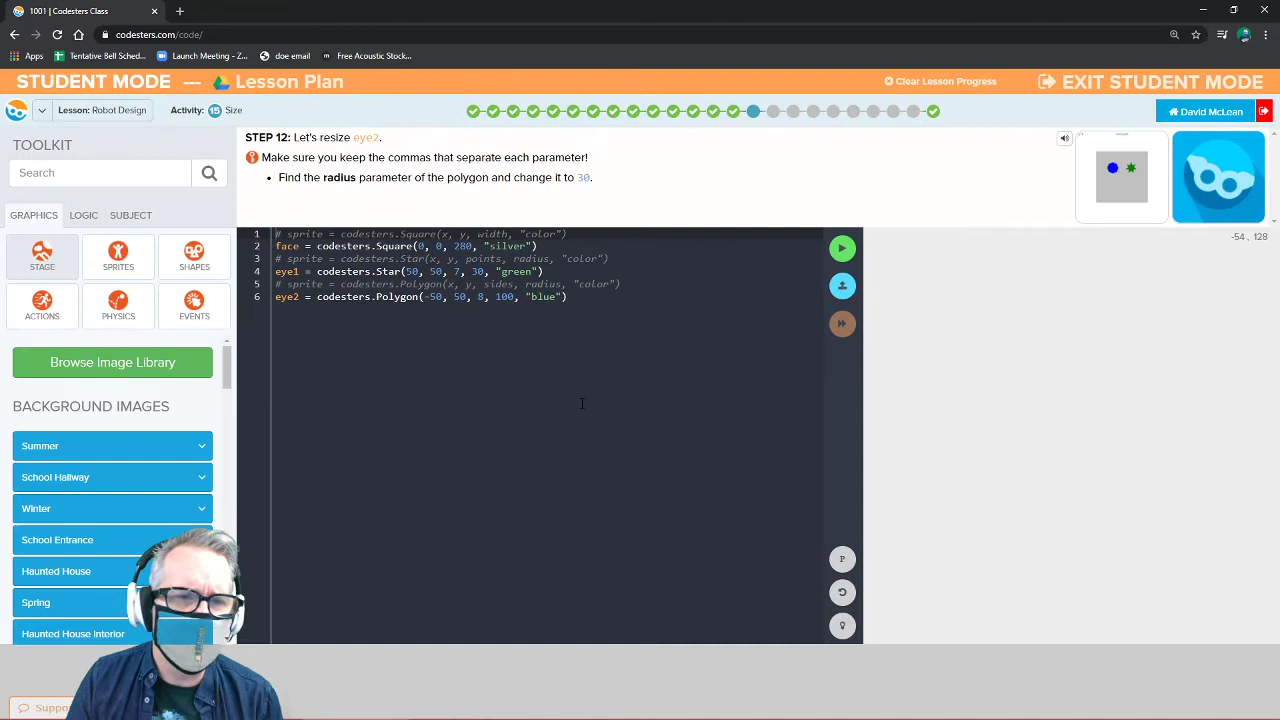 1001 | Codesters Class
codesters.com/code/
Apps
Tentative Bell Sched...
Launch Meeting - Z...
doe email
Free Acoustic Stock...
STUDENT MODE --- Lesson Plan
Clear Lesson Progress
EXIT STUDENT MODE
Lesson: Robot Design
Activity: 15 Size
David McLean
TOOLKIT
Search
GRAPHICS LOGIC SUBJECT
STAGE SPRITES SHAPES
ACTIONS PHYSICS EVENTS
Browse Image Library
BACKGROUND IMAGES
Summer
School Hallway
Winter
School Entrance
Haunted House
Spring
Haunted House Interior
Suppo
STEP 12: Let's resize eye2.
Make sure you keep the commas that separate each parameter!
• Find the radius parameter of the polygon and change it to 30.
1 # sprite = codesters.Square(x, y, width, "color")
2 face = codesters.Square(0, 0, 280, "silver")
3 # sprite = codesters.Star(x, y, points, radius, "color")
4 eye1 = codesters.Star(50, 50, 7, 30, "green")
5 # sprite = codesters.Polygon(x, y, sides, radius, "color")
6 eye2 = codesters.Polygon(-50, 50, 8, 100, "blue")
P
-54, 128